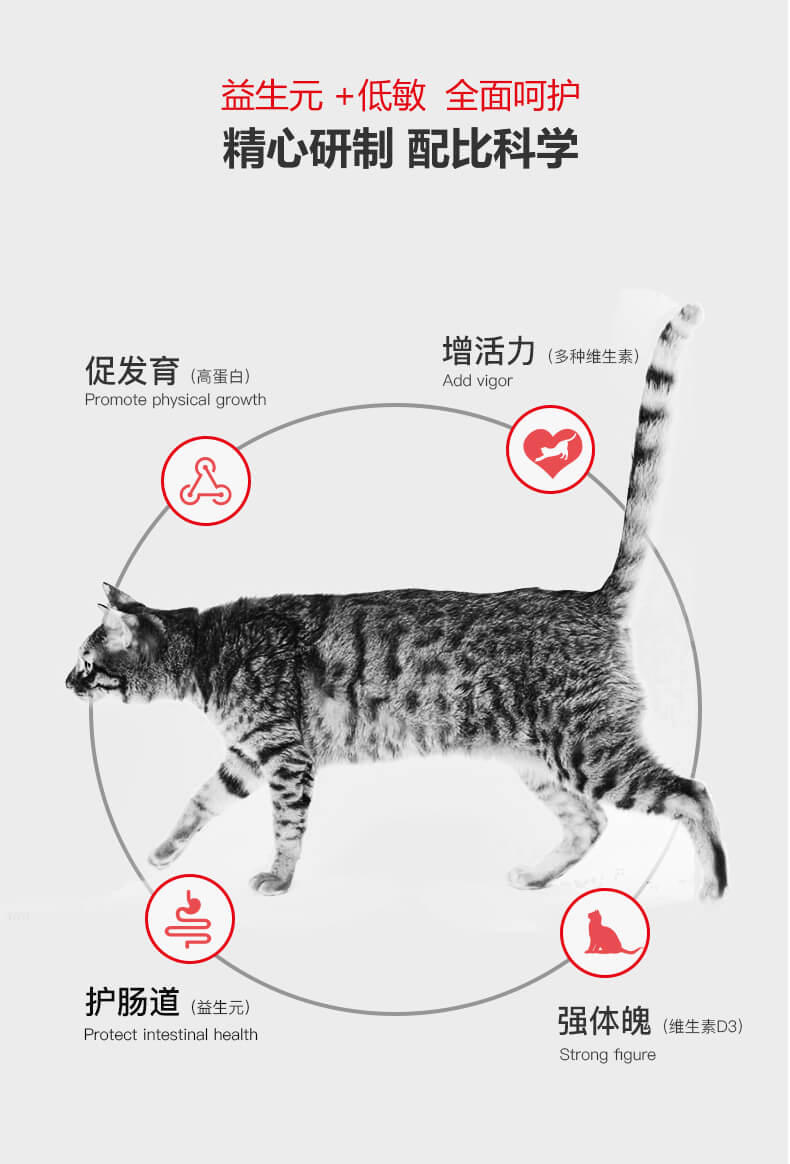 益生元 +低敏 全面呵护
精心研制 配比科学
增活力（多种维生素）
Add vigor
促发育（高蛋白）
Promote physical growth
护肠道（益生元）
Protect intestinal health
强体魄（维生素D3）
Strong figure